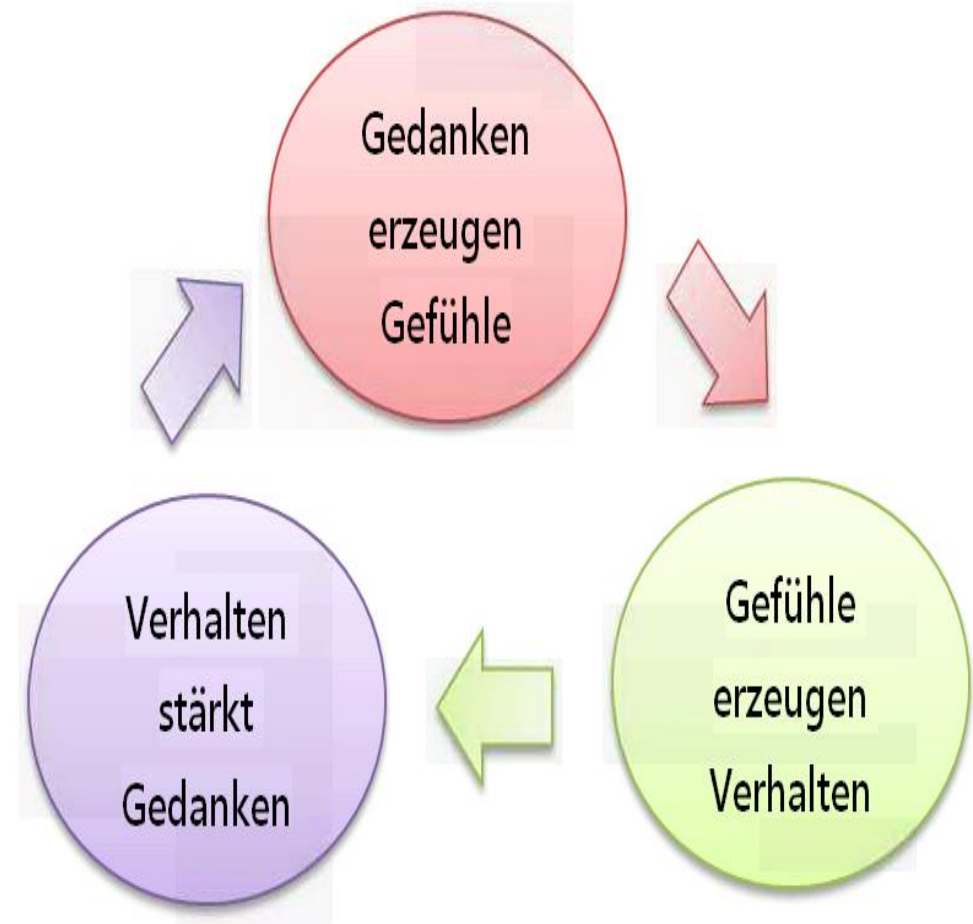 Gedanken
erzeugen
Gefühle
Gefühle
erzeugen
Verhalten
Verhalten
stärkt
Gedanken